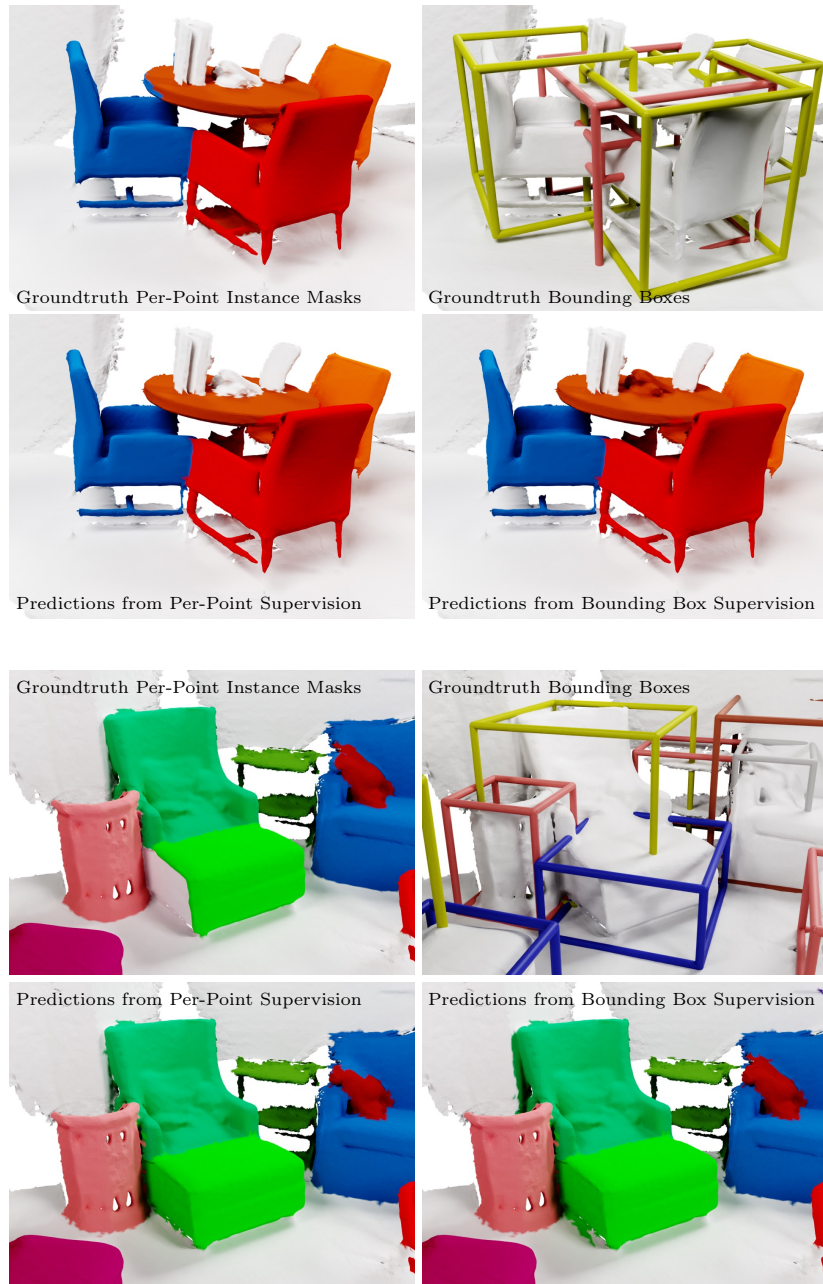 Groundtruth Per-Point Instance Masks
Groundtruth Bounding Boxes
Predictions from Per-Point Supervision
Predictions from Bounding Box Supervision
Groundtruth Per-Point Instance Masks
Groundtruth Bounding Boxes
Predictions from Per-Point Supervision
Predictions from Bounding Box Supervision